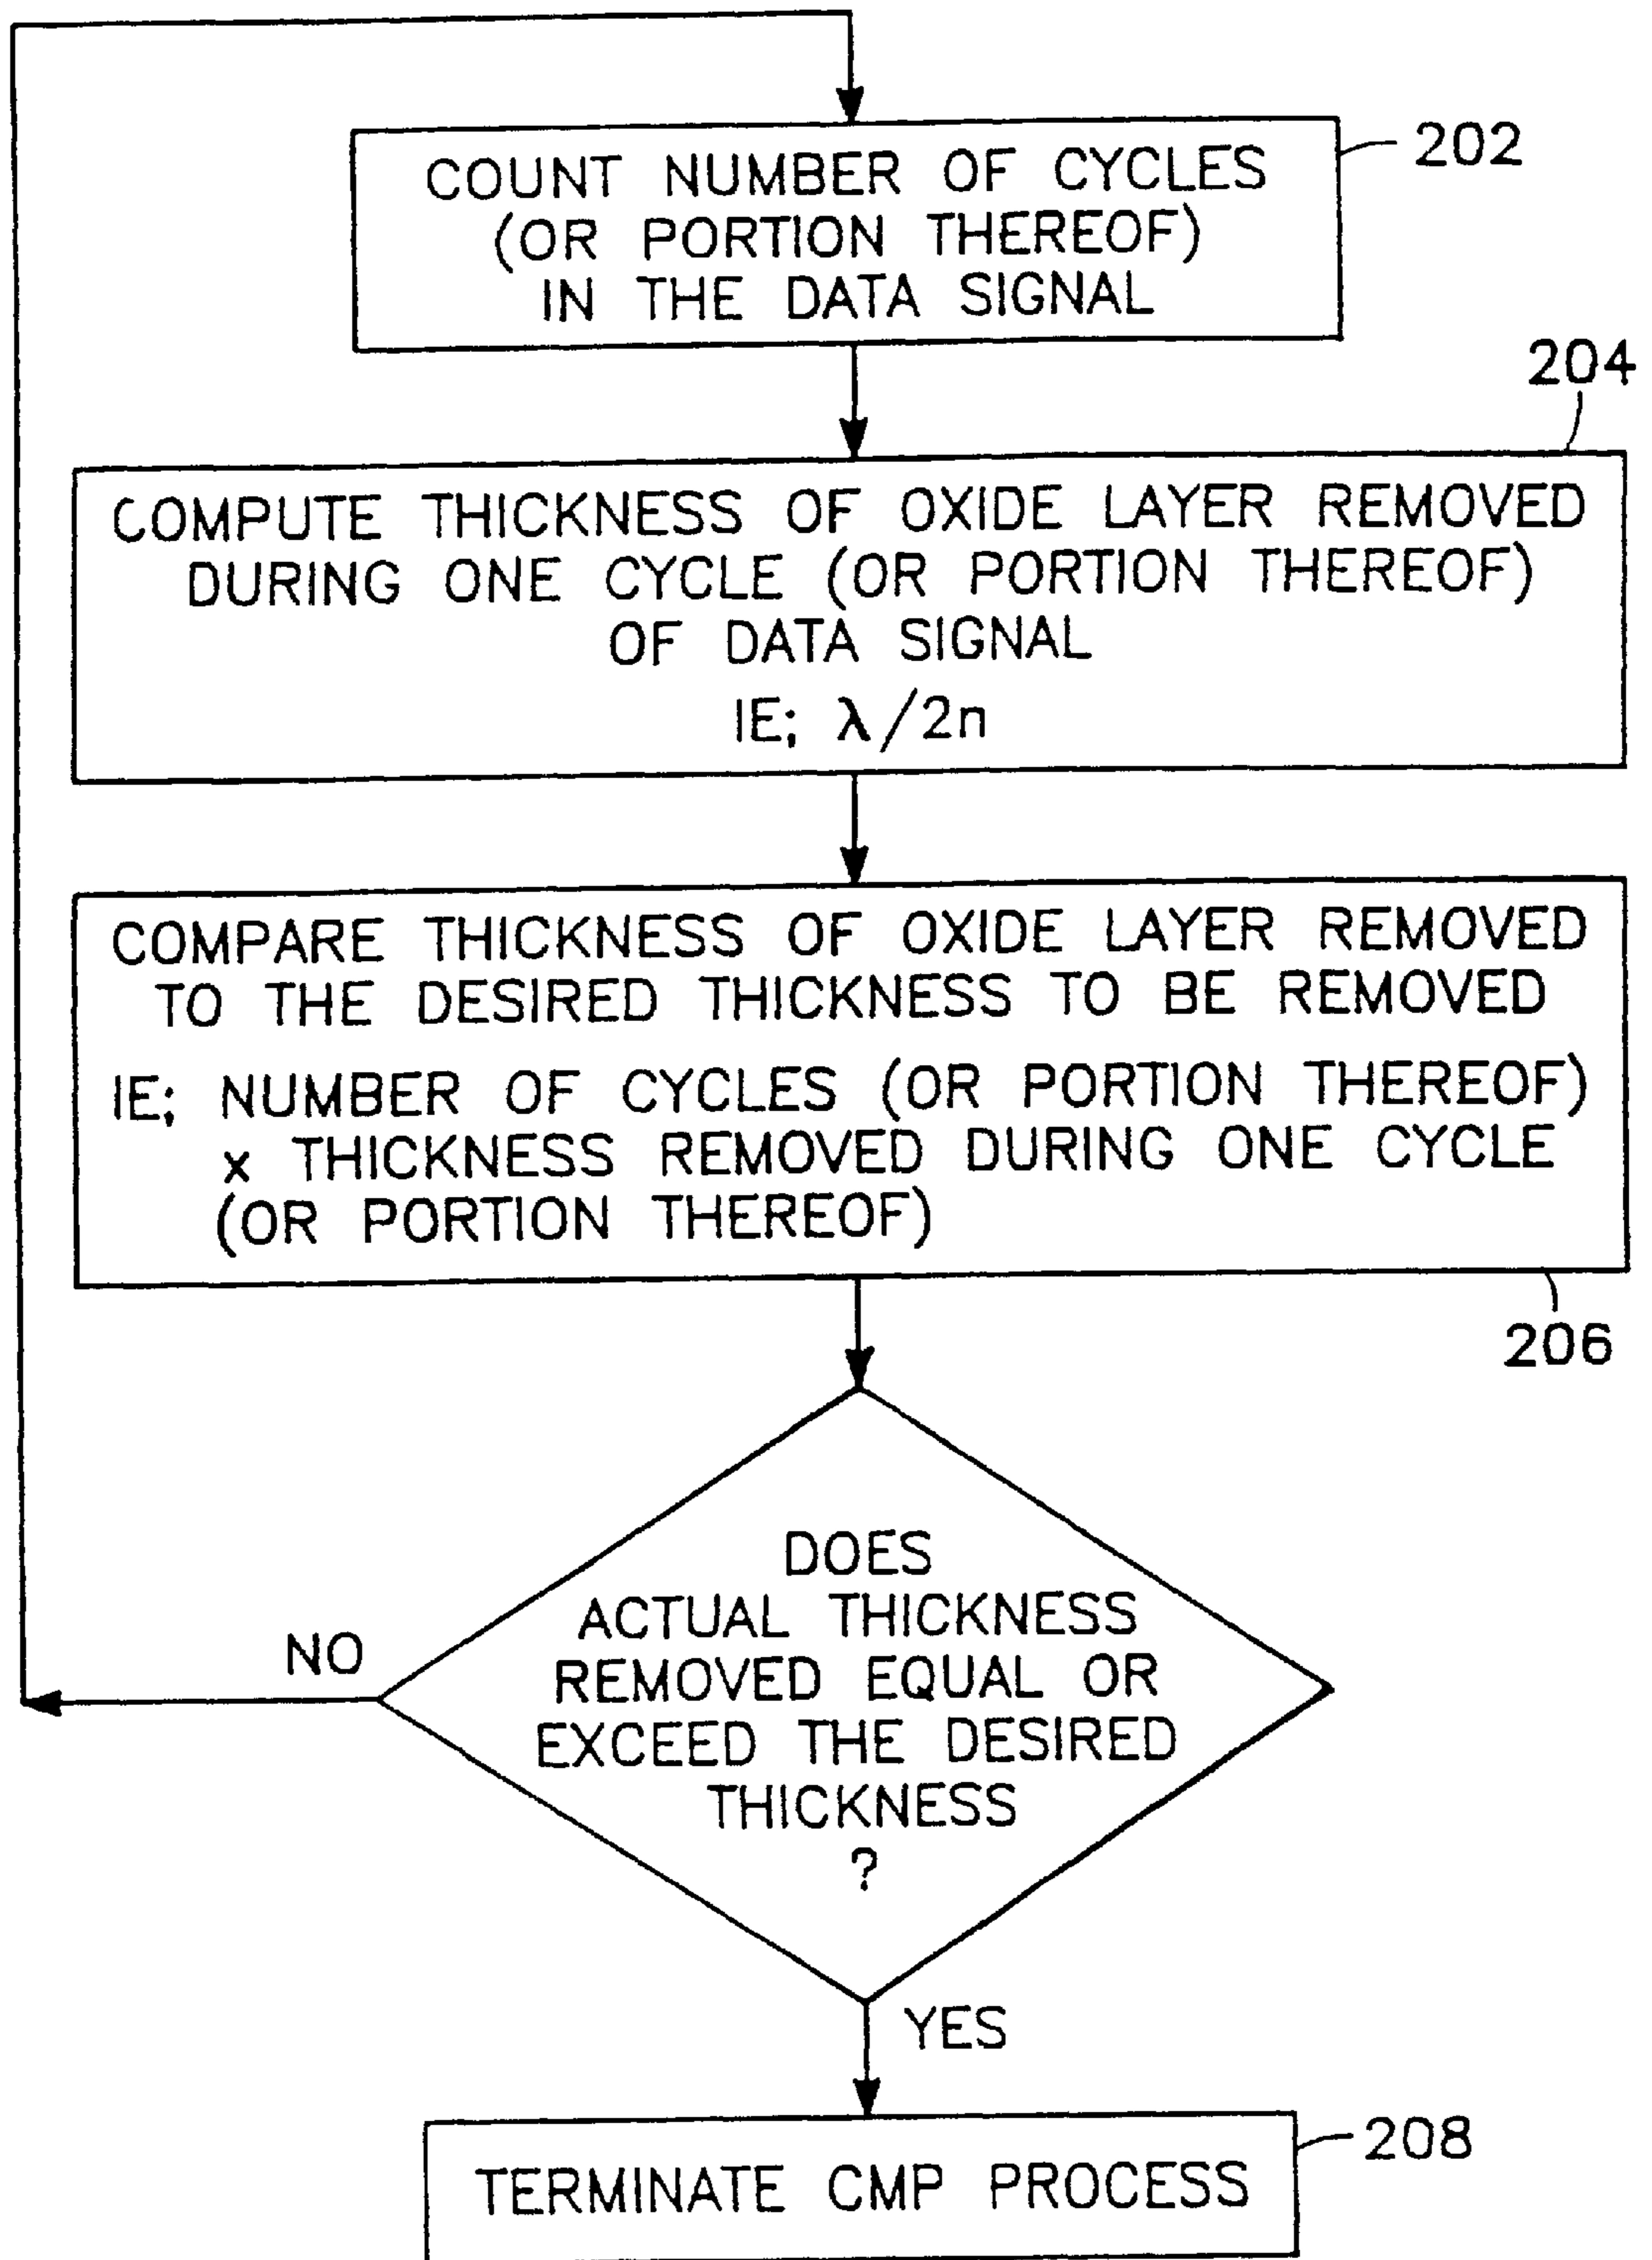 COUNT NUMBER OF CYCLES
(OR PORTION THEREOF)
IN THE DATA SIGNAL
202
204
COMPUTE THICKNESS OF OXIDE LAYER REMOVED
DURING ONE CYCLE (OR PORTION THEREOF)
OF DATA SIGNAL
IE; λ/2n
COMPARE THICKNESS OF OXIDE LAYER REMOVED
TO THE DESIRED THICKNESS TO BE REMOVED
IE; NUMBER OF CYCLES (OR PORTION THEREOF)
x THICKNESS REMOVED DURING ONE CYCLE
(OR PORTION THEREOF)
206
DOES
ACTUAL THICKNESS
REMOVED EQUAL OR
EXCEED THE DESIRED
THICKNESS
?
NO
YES
208
TERMINATE CMP PROCESS